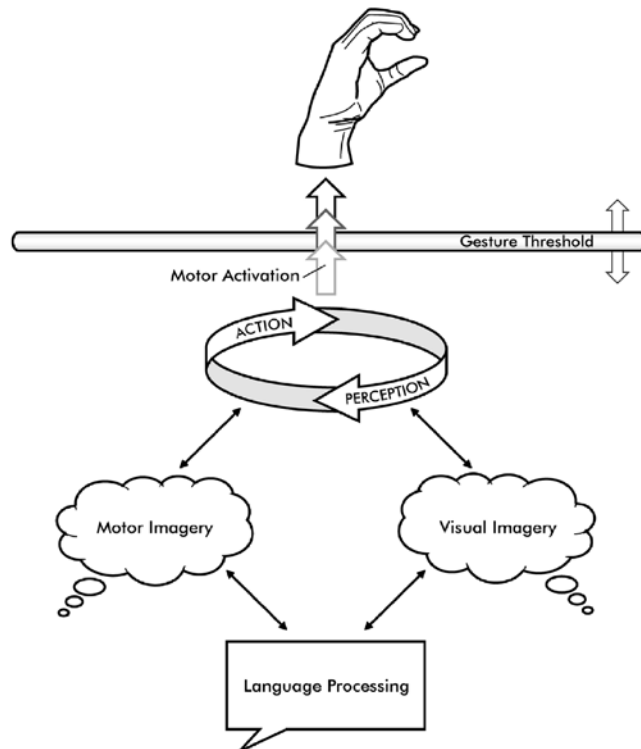 Gesture Threshold
Motor Activation
ACTION
PERCEPTION
Motor Imagery
Visual Imagery
Language Processing